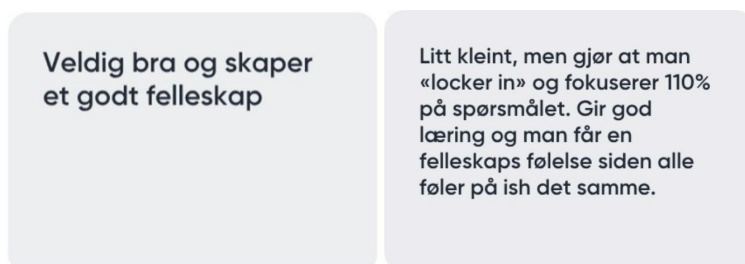 Veldig bra og skaper
et godt felleskap
Litt kleint, men gjør at man
«locker in» og fokuserer 110%
på spørsmålet. Gir god
læring og man får en
felleskaps følelse siden alle
føler på ish det samme.